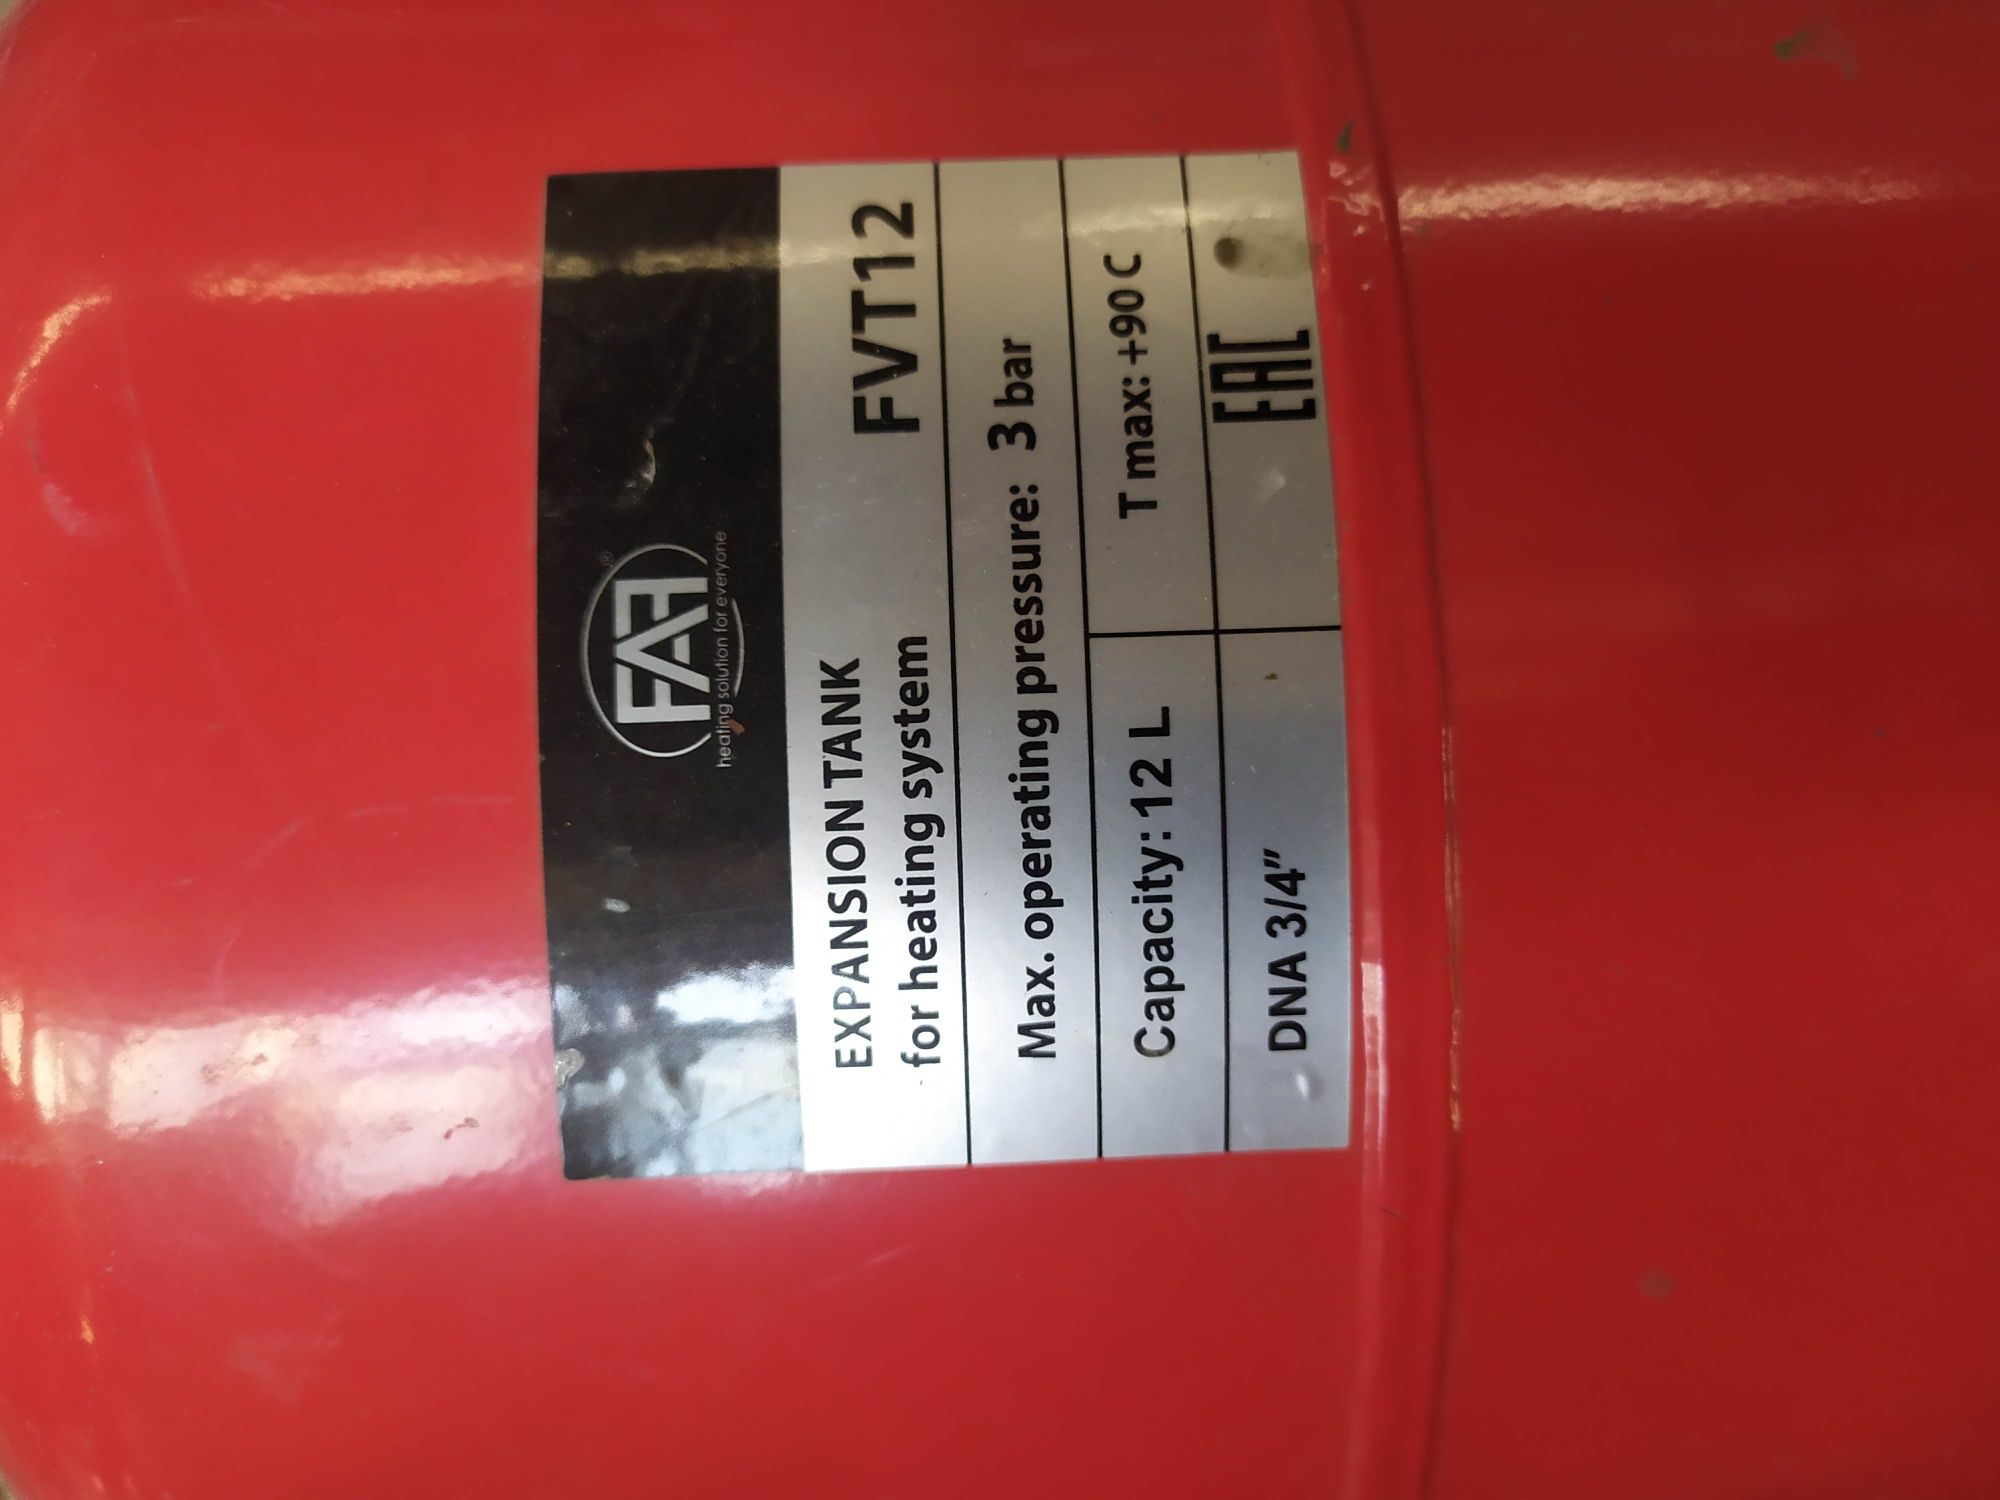 FAF®
heating solution for everyone
EXPANSION TANK
for heating system
FVT12
Max. operating pressure: 3 bar
Capacity: 12 L
T max: +90 C
DNA 3/4"
EAC